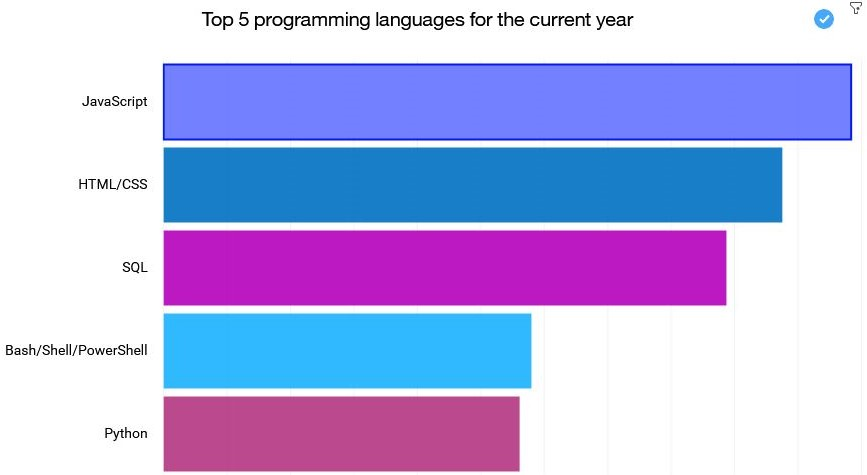 Top 5 programming languages for the current year
JavaScript
HTML/CSS
SQL
Bash/Shell/PowerShell
Python